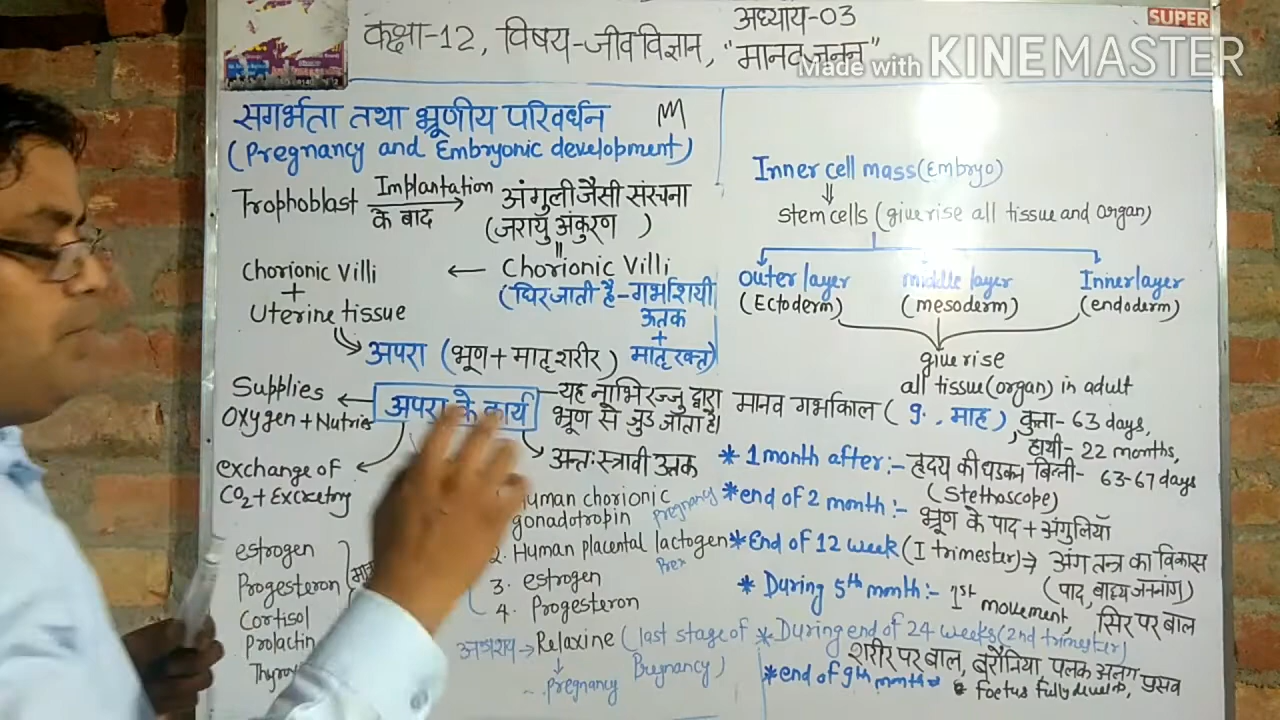 अध्याय-03
कक्षा-12, विषय-जीव विज्ञान, "मानव जनन"
SUPER
Made with KINEMASTER
सगर्भता तथा भ्रूणीय परिवर्धन
(Pregnancy and Embryonic development)
Trophoblast Implantation के बाद → अंगुली जैसी संरचना
(जरायु अंकुरण)
॥
Chorionic Villi ← Chorionic Villi
(घिर जाती है - गर्भाशयी
ऊतक
+
मातृ रक्त)
+
Uterine tissue
अपरा (भ्रूण + मातृ शरीर)
Supplies ← अपरा के कार्य
Oxygen + Nutrie
यह नाभि रज्जु द्वारा
भ्रूण से जुड जाता है।
अन्तःस्त्रावी ऊतक
exchange of
CO2 + Excretory
Human chorionic
gonadotropin
Pregnancy
2. Human placental lactogen
3. estrogen
4. Progesteron
estrogen
Progesteron
Cortisol
Prolactin
Thyro
→ Relaxine (last stage of
Pregnancy)
Pregnancy
Inner cell mass (Embryo)
⇓
Stem cells (give rise all tissue and organ)
outer layer middle layer Inner layer
(Ectoderm) (mesoderm) (endoderm)
give rise
all tissue (organ) in adult
मानव गर्भकाल (9. माह), कुत्ता- 63 days,
हाथी- 22 months,
बिल्ली- 63-67 days
* 1 month after:- हृदय की धडकन
(Stethoscope)
* end of 2 month:- भ्रूण के पाद + अंगुलियाँ
* End of 12 week (I trimester) ⇒ अंग तन्त्र का विकास
(पाद, बाह्य जननांग)
* During 5th month:- 1st movement, सिर पर बाल
* During end of 24 weeks (2nd trimester)
शरीर पर बाल, बरौनिया, पलक अलग
* end of 9th month → foetus fully develop, प्रसव